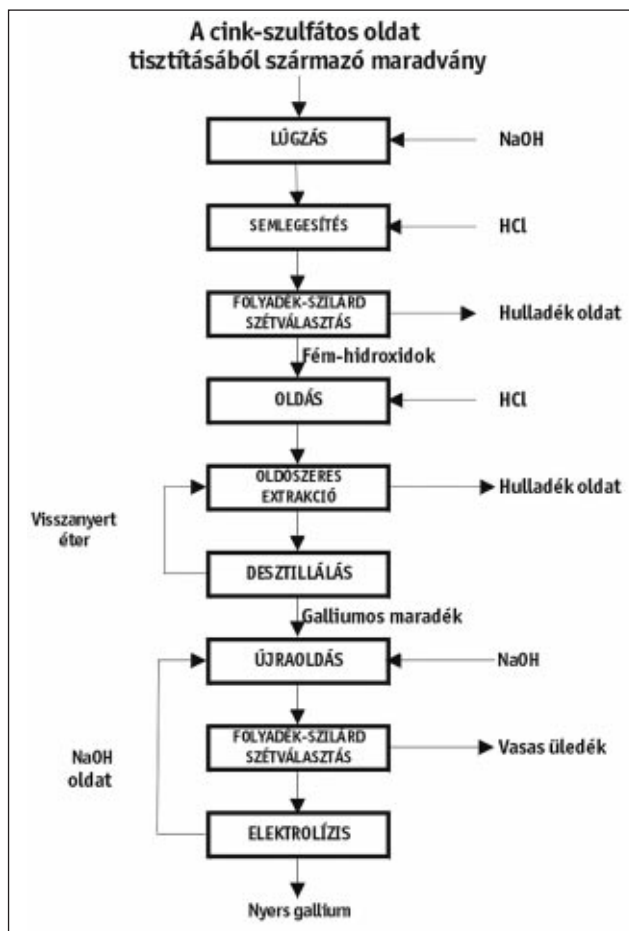 A cink-szulfátos oldat
tisztításából származó maradvány
LÚGZÁS
NaOH
SEMLEGESÍTÉS
HCl
FOLYADÉK-SZILÁRD
SZÉTVÁLASZTÁS
Hulladék oldat
Fém-hidroxidok
OLDÁS
HCl
OLDÓSZERES
EXTRAKCIÓ
Hulladék oldat
Visszanyert
éter
DESZTILLÁLÁS
Galliumos maradék
ÚJRAOLDÁS
NaOH
FOLYADÉK-SZILÁRD
SZÉTVÁLASZTÁS
Vasas üledék
NaOH
oldat
ELEKTROLÍZIS
Nyers gallium